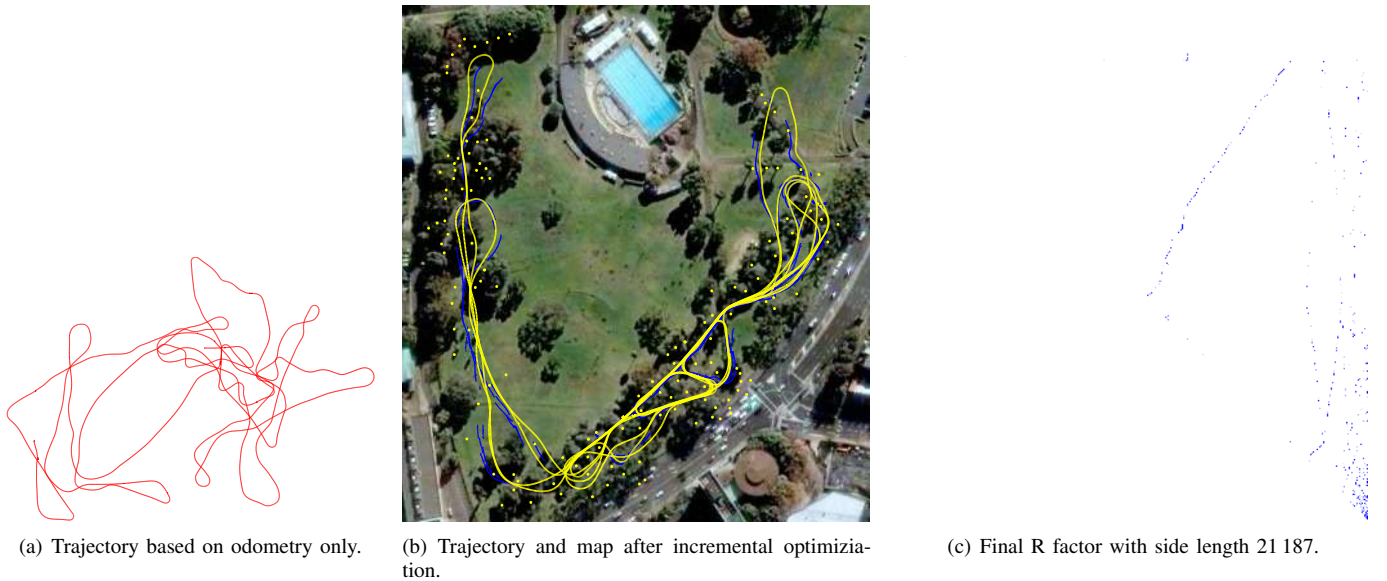 (a) Trajectory based on odometry only.
(b) Trajectory and map after incremental optimizia-
tion.
(c) Final R factor with side length 21 187.